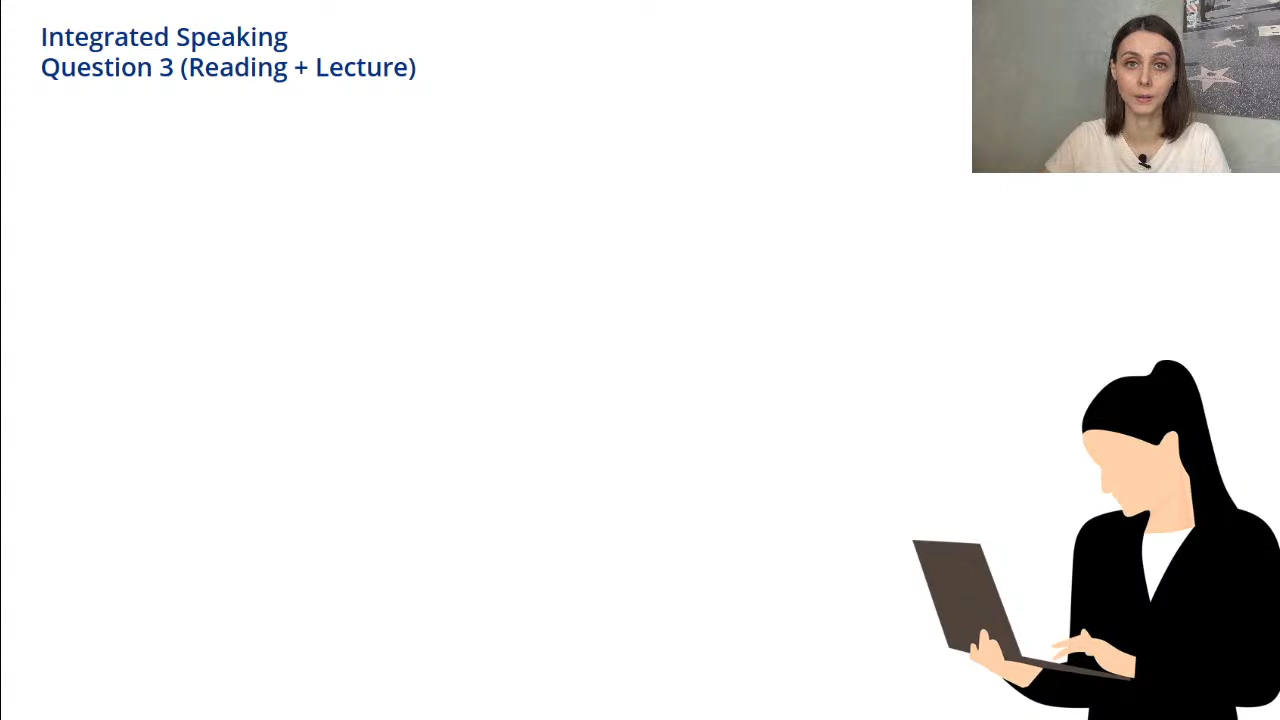 Integrated Speaking
Question 3 (Reading + Lecture)